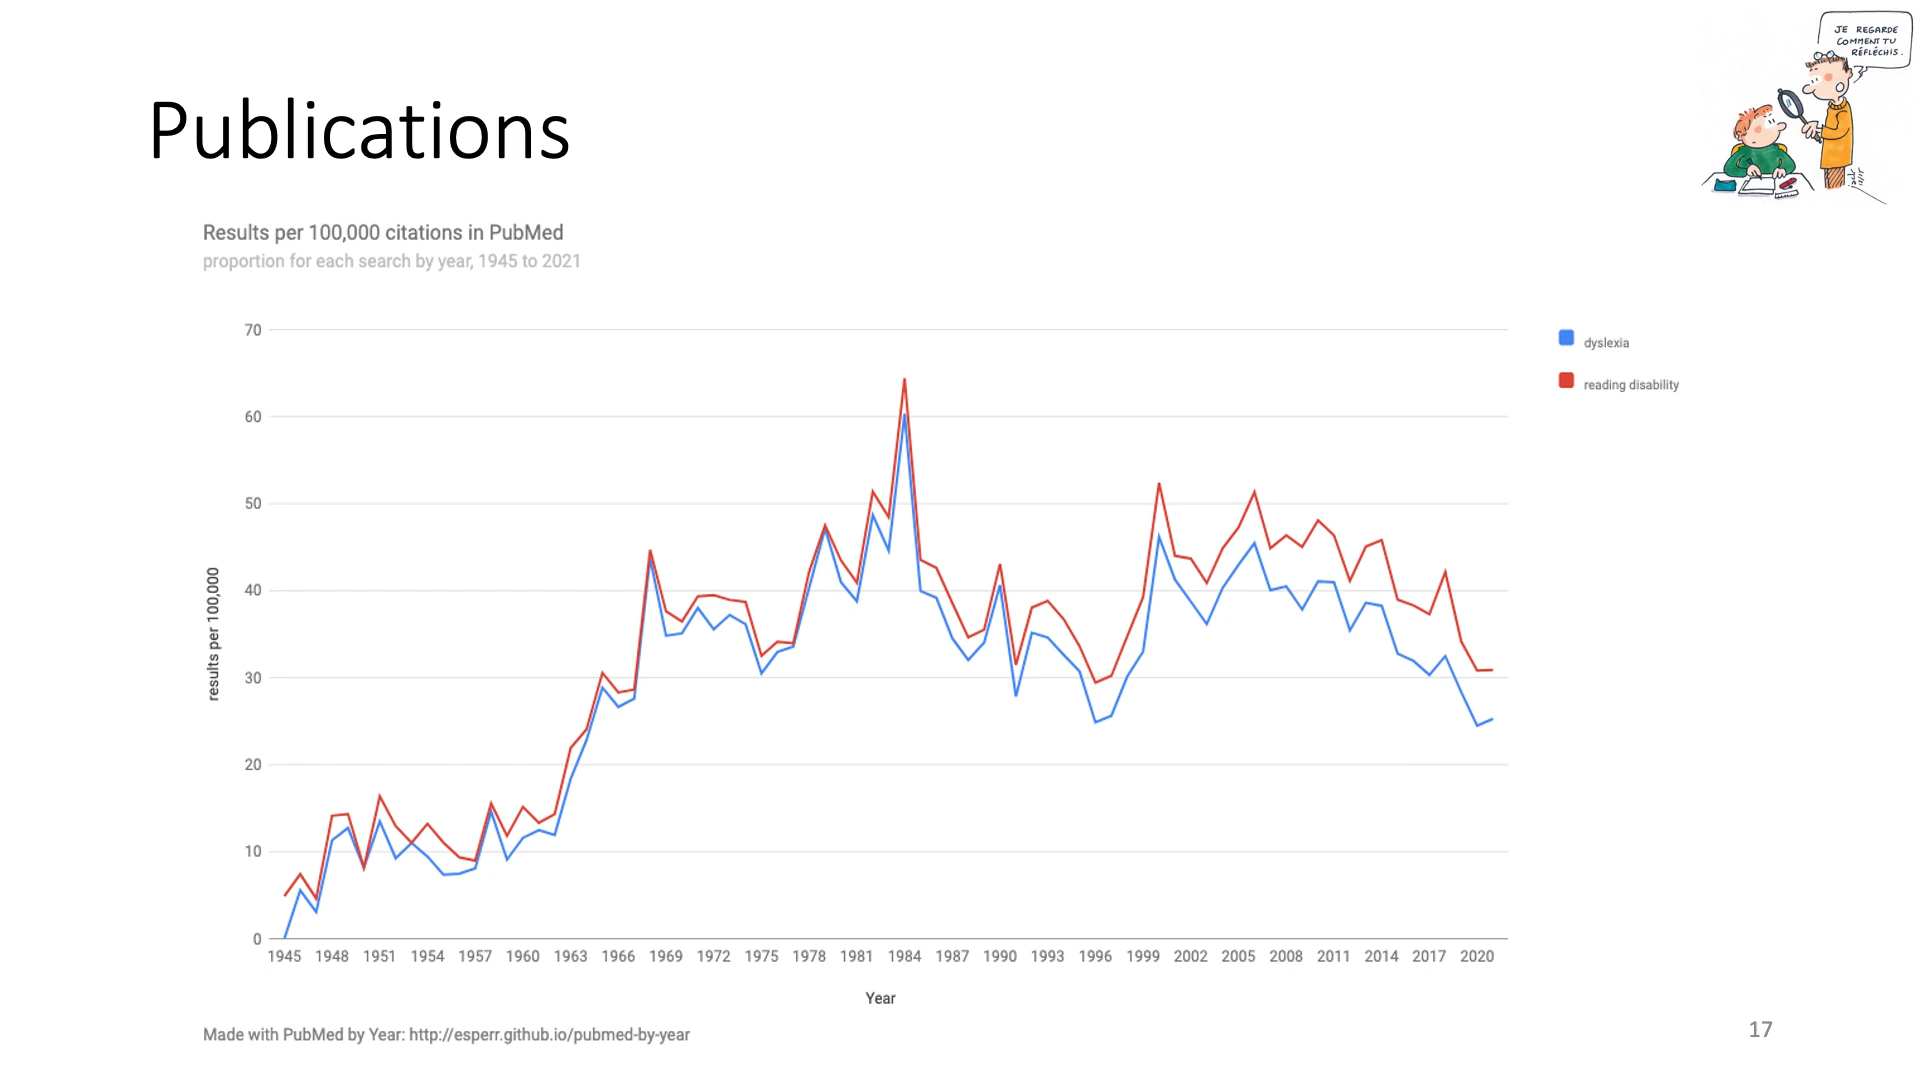 JE REGARDE
COMMENT TU
RÉFLÉCHIS.
Publications
Results per 100,000 citations in PubMed
proportion for each search by year, 1945 to 2021
70
60
50
40
30
20
10
0
results per 100,000
dyslexia
reading disability
1945 1948 1951 1954 1957 1960 1963 1966 1969 1972 1975 1978 1981 1984 1987 1990 1993 1996 1999 2002 2005 2008 2011 2014 2017 2020
Year
Made with PubMed by Year: http://esperr.github.io/pubmed-by-year
17